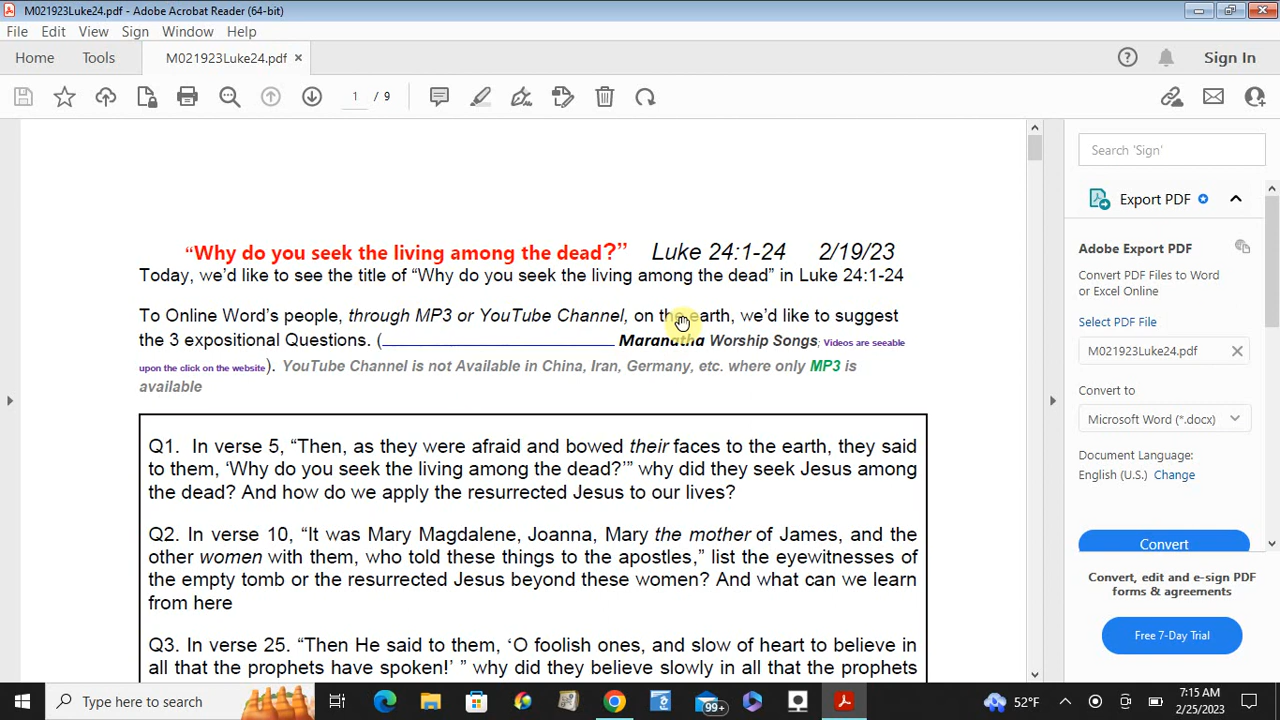 M021923Luke24.pdf - Adobe Acrobat Reader (64-bit)
File Edit View Sign Window Help
Home Tools M021923Luke24.pdf × Sign In
1 / 9
Search 'Sign'
Export PDF
Adobe Export PDF
Convert PDF Files to Word
or Excel Online
Select PDF File
M021923Luke24.pdf
Convert to
Microsoft Word (*.docx)
Document Language:
English (U.S.) Change
Convert
Convert, edit and e-sign PDF
forms & agreements
Free 7-Day Trial
“Why do you seek the living among the dead?” Luke 24:1-24 2/19/23
Today, we’d like to see the title of “Why do you seek the living among the dead” in Luke 24:1-24
To Online Word’s people, through MP3 or YouTube Channel, on the earth, we’d like to suggest
the 3 expositional Questions. (____________________ Maranatha Worship Songs; Videos are seeable
upon the click on the website). YouTube Channel is not Available in China, Iran, Germany, etc. where only MP3 is
available
Q1. In verse 5, “Then, as they were afraid and bowed their faces to the earth, they said
to them, ‘Why do you seek the living among the dead?’” why did they seek Jesus among
the dead? And how do we apply the resurrected Jesus to our lives?
Q2. In verse 10, “It was Mary Magdalene, Joanna, Mary the mother of James, and the
other women with them, who told these things to the apostles,” list the eyewitnesses of
the empty tomb or the resurrected Jesus beyond these women? And what can we learn
from here
Q3. In verse 25. “Then He said to them, ‘O foolish ones, and slow of heart to believe in
all that the prophets have spoken!’ ” why did they believe slowly in all that the prophets
Type here to search
99+
52°F
7:15 AM
2/25/2023